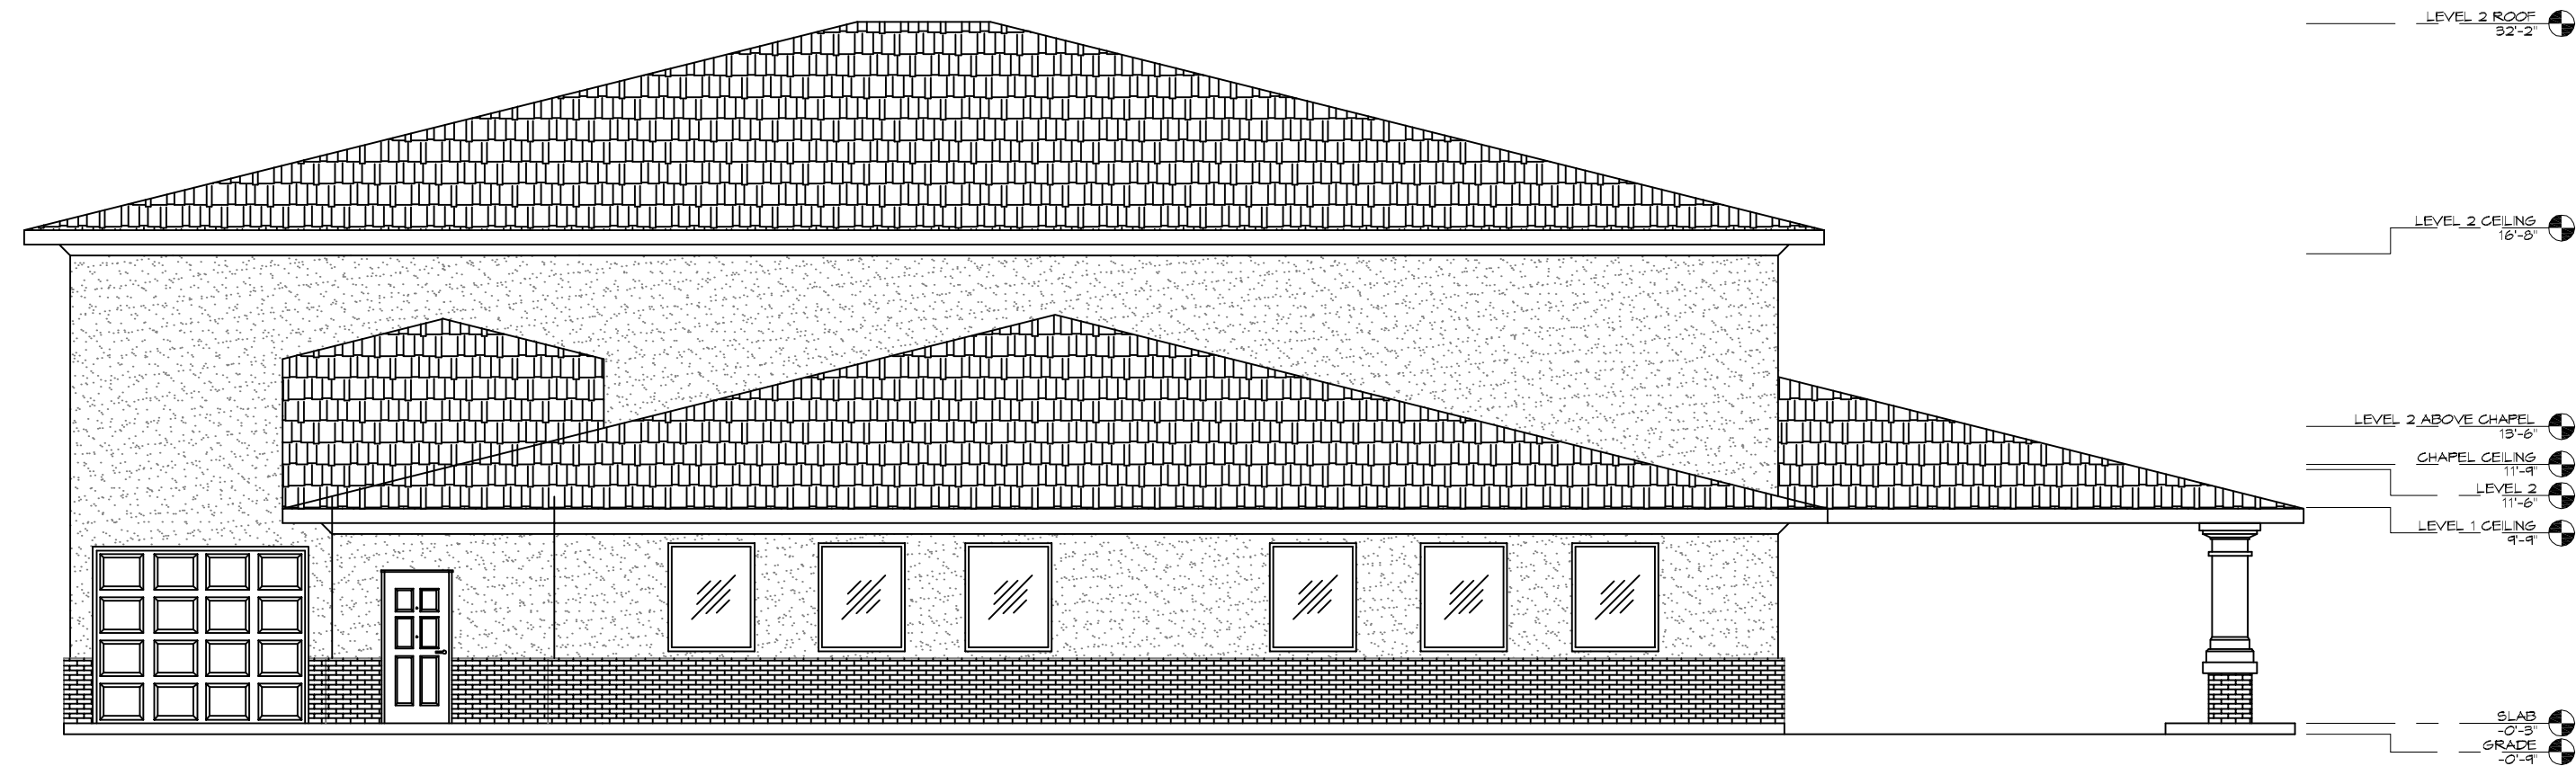 LEVEL 2 ROOF
32'-2"
LEVEL 2 CEILING
16'-8"
LEVEL 2 ABOVE CHAPEL
13'-6"
CHAPEL CEILING
11'-9"
LEVEL 2
11'-6"
LEVEL 1 CEILING
9'-9"
SLAB
-0'-3"
GRADE
-0'-9"